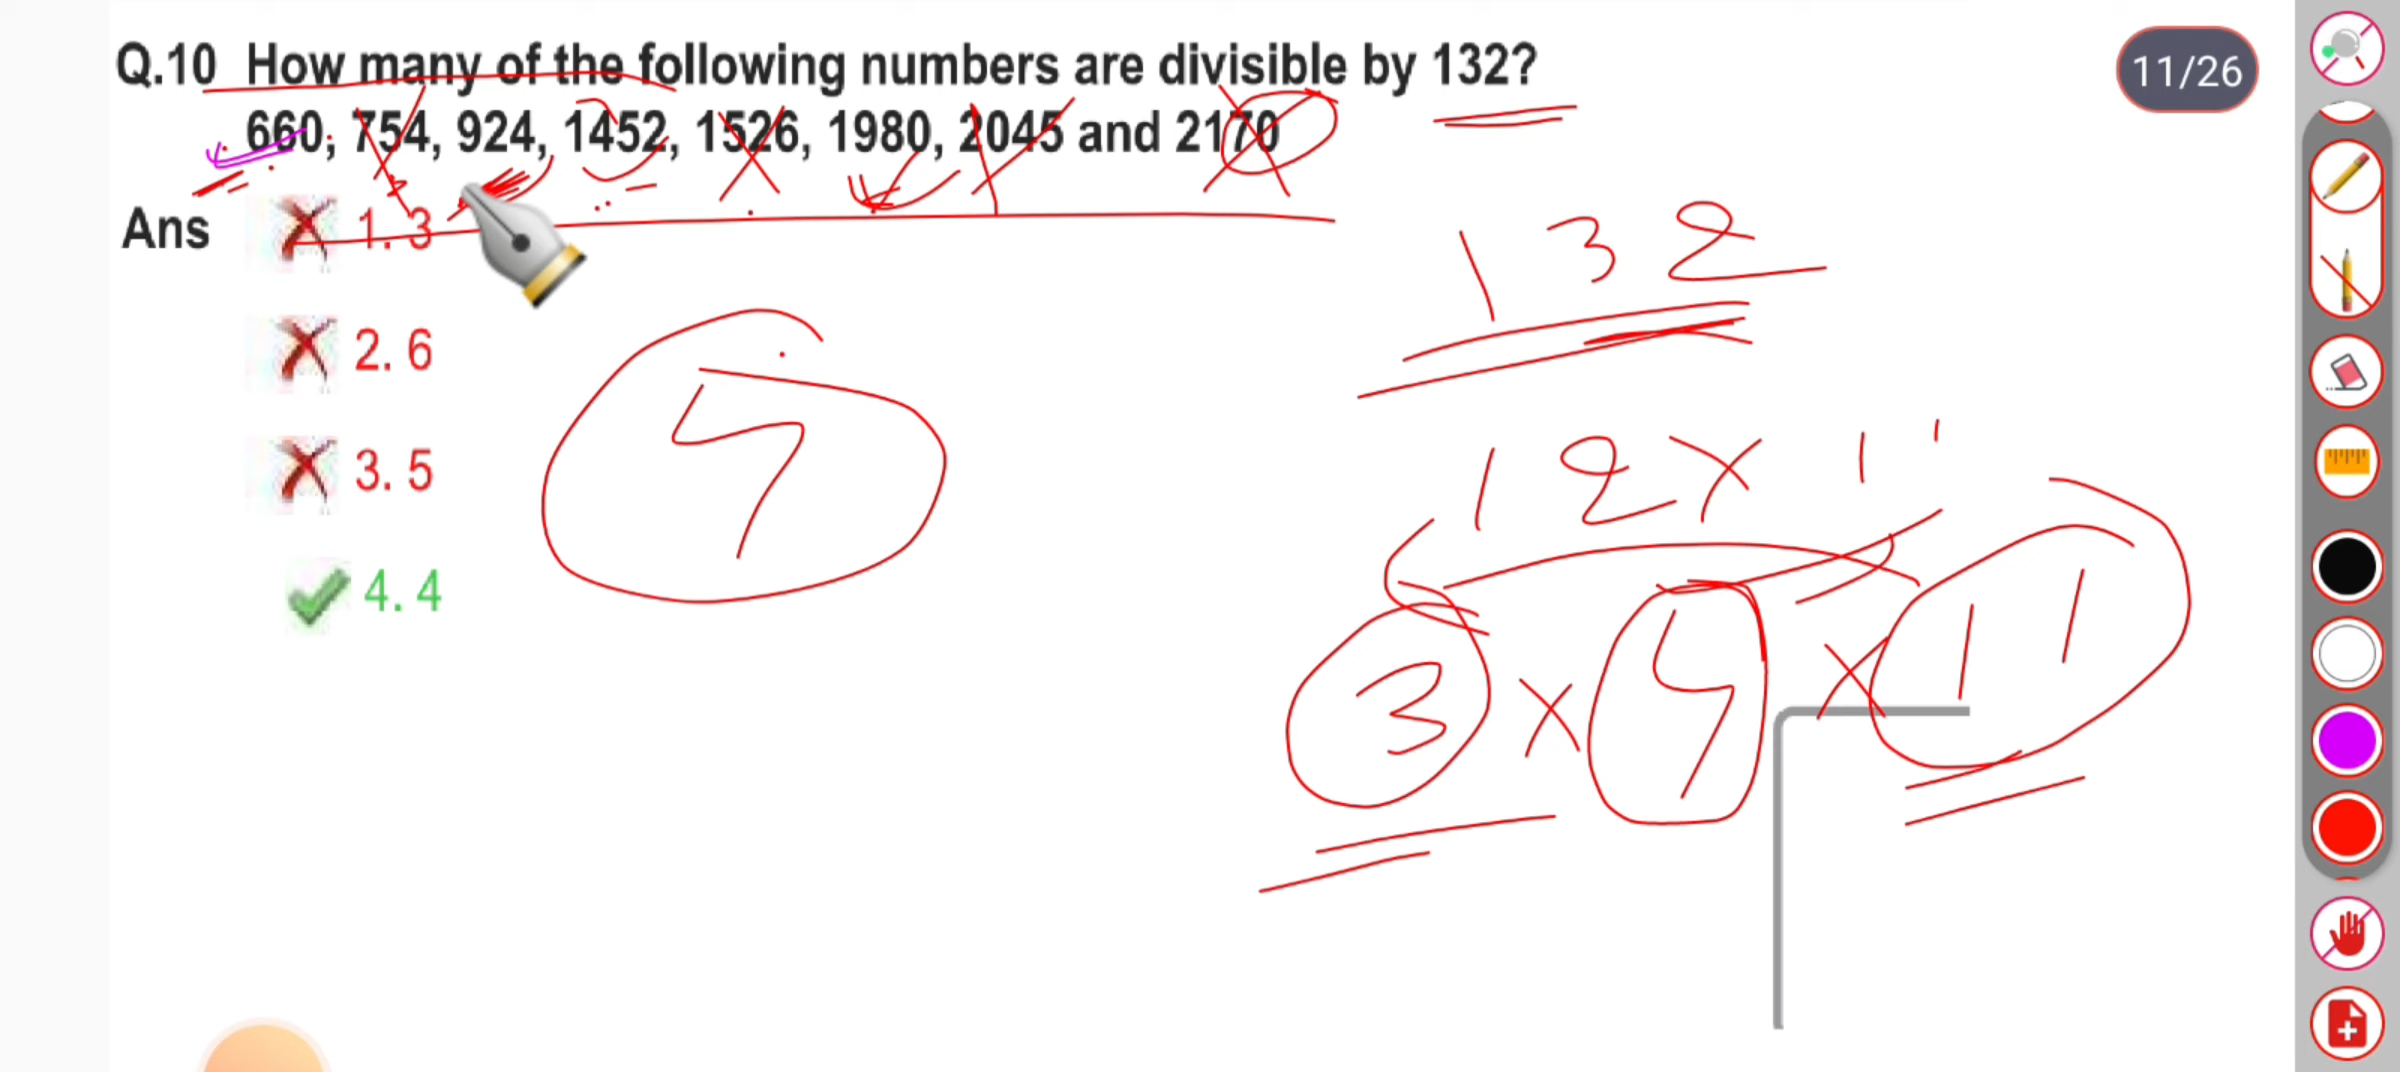 Q.10 How many of the following numbers are divisible by 132?
11/26
660, 754, 924, 1452, 1526, 1980, 2045 and 2170
132
Ans 1. 3
2. 6
4
12 × 11
3. 5
4. 4
3 × 4 × 11